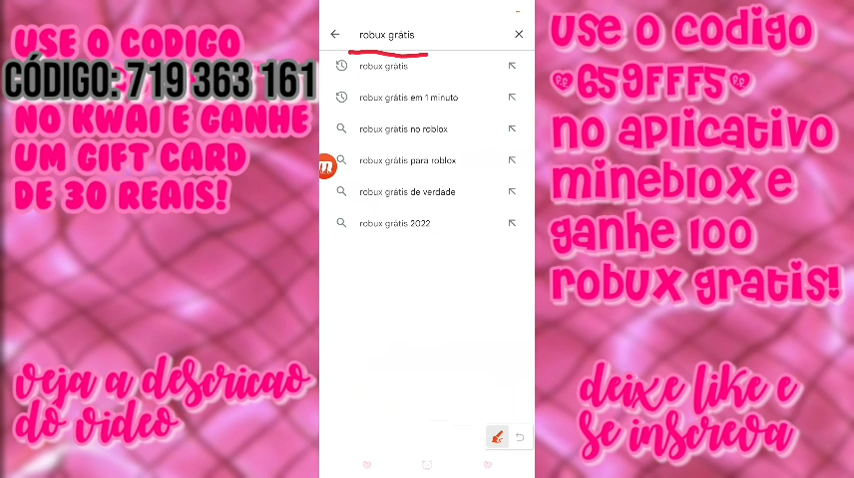 USE O CODIGO
CÓDIGO: 719 363 161
NO KWAI E GANHE
UM GIFT CARD
DE 30 REAIS!
veja a descricao
do video
robux grátis
robux grátis
robux grátis em 1 minuto
robux grátis no roblox
robux grátis para roblox
robux grátis de verdade
robux grátis 2022
use o codigo
659FFF5
no aplicativo
mineblox e
ganhe 100
robux gratis!
deixe like e
se inscreva